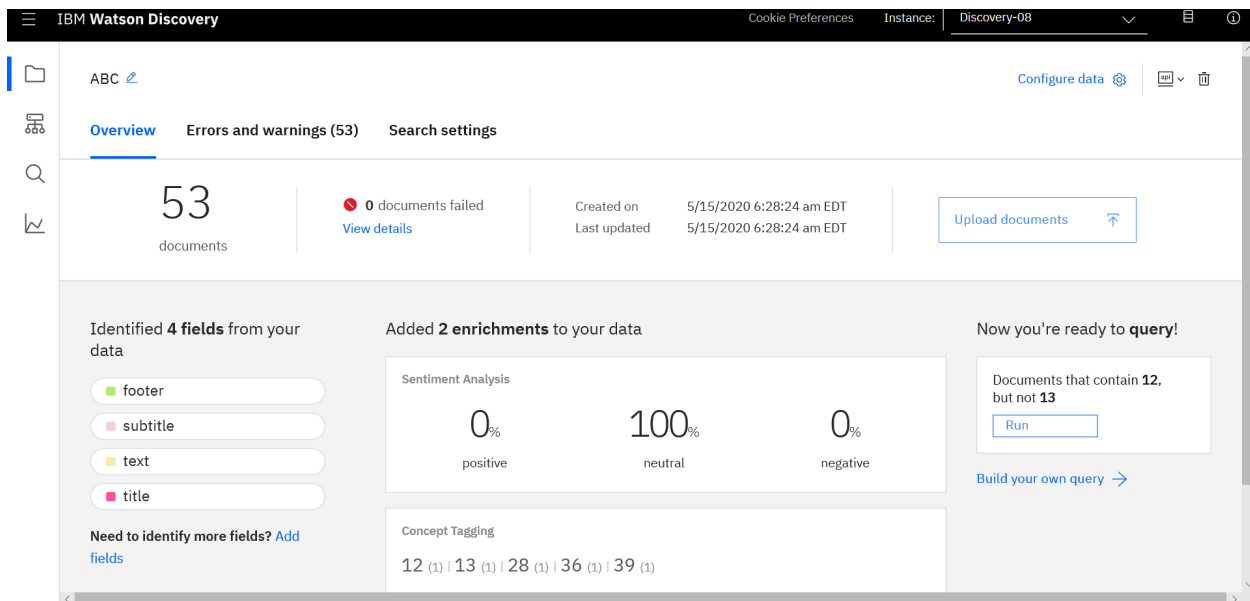 IBM Watson Discovery
Cookie Preferences
Instance:
Discovery-08
ABC
Configure data
api
Overview
Errors and warnings (53)
Search settings
53
documents
0 documents failed
View details
Created on 5/15/2020 6:28:24 am EDT
Last updated 5/15/2020 6:28:24 am EDT
Upload documents
Identified 4 fields from your
data
footer
subtitle
text
title
Need to identify more fields? Add
fields
Added 2 enrichments to your data
Sentiment Analysis
0% 100% 0%
positive neutral negative
Concept Tagging
12 (1) | 13 (1) | 28 (1) | 36 (1) | 39 (1)
Now you're ready to query!
Documents that contain 12,
but not 13
Run
Build your own query